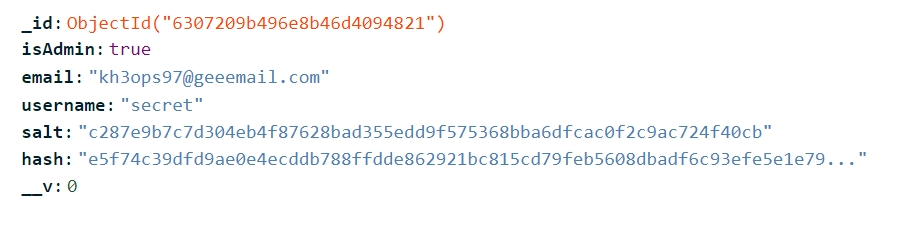 _id: ObjectId("6307209b496e8b46d4094821")
isAdmin: true
email: "kh3ops97@geeemail.com"
username: "secret"
salt: "c287e9b7c7d304eb4f87628bad355edd9f575368bba6dfcac0f2c9ac724f40cb"
hash: "e5f74c39dfd9ae0e4ecddb788ffdde862921bc815cd79feb5608dbadf6c93efe5e1e79..."
__v: 0